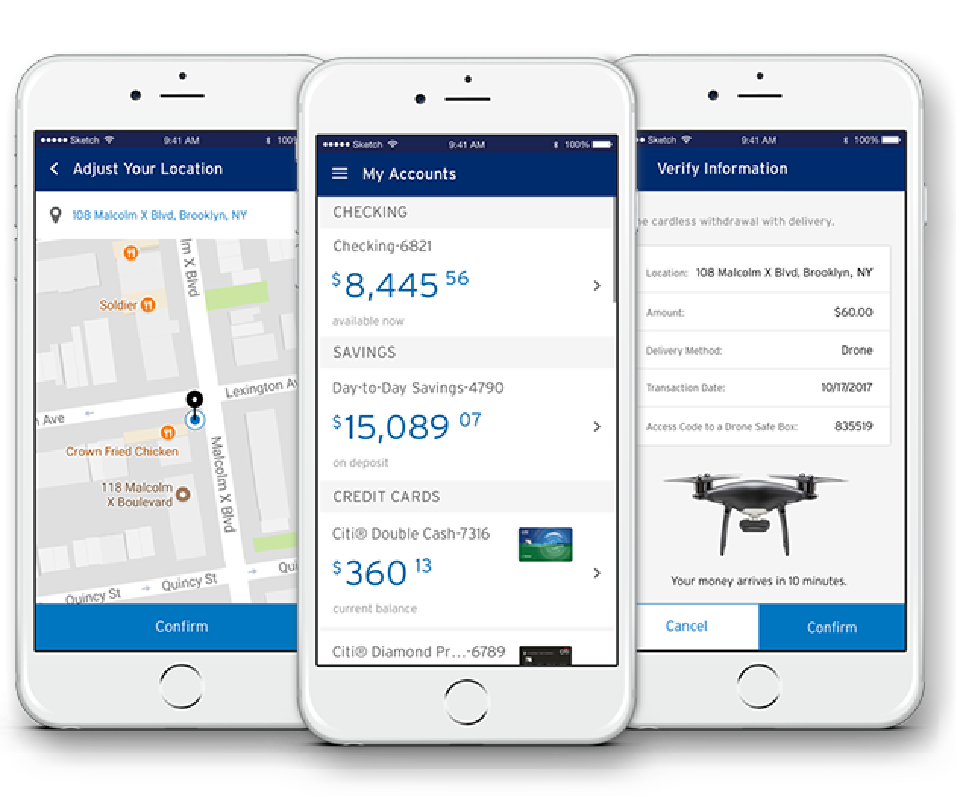 Sketch 9:41 AM 100%
Adjust Your Location
108 Malcolm X Blvd, Brooklyn, NY
lm X Blvd
Soldier
Lexington Av
n Ave
Crown Fried Chicken
118 Malcolm
X Boulevard
Malcolm X Blvd
Quincy St
Quincy St
Qui
Confirm
Sketch 9:41 AM 100%
My Accounts
CHECKING
Checking-6821
$8,445 56
available now
SAVINGS
Day-to-Day Savings-4790
$15,089 07
on deposit
CREDIT CARDS
Citi® Double Cash-7316
$360 13
current balance
Citi® Diamond Pr...-6789
citi
Sketch 9:41 AM 100%
Verify Information
ne cardless withdrawal with delivery.
Location: 108 Malcolm X Blvd, Brooklyn, NY
Amount: $60.00
Delivery Method: Drone
Transaction Date: 10/17/2017
Access Code to a Drone Safe Box: 835519
Your money arrives in 10 minutes.
Cancel Confirm